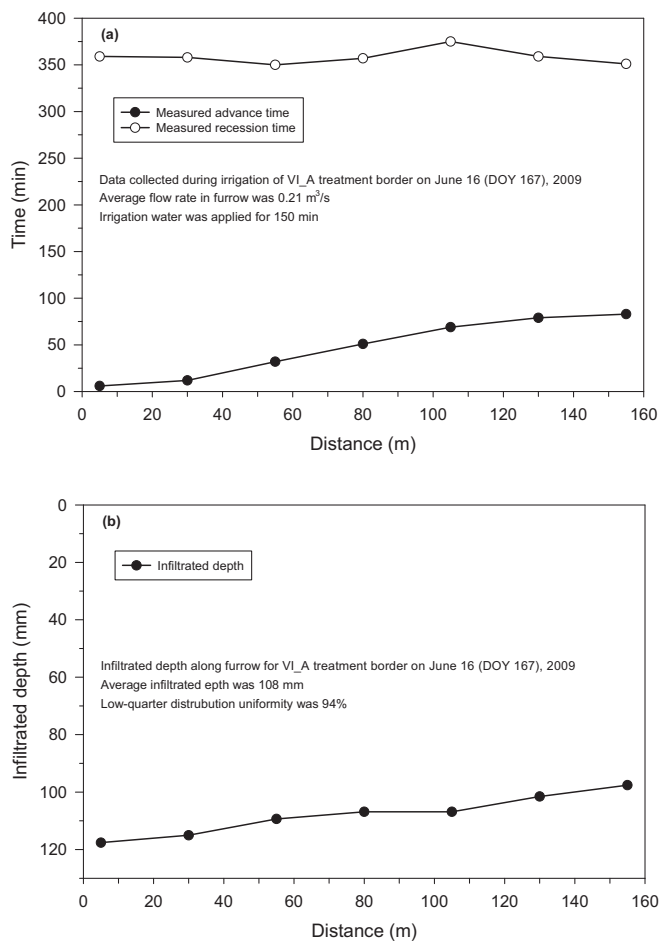 (a)
400
350
300
250
200
150
100
50
0
Time (min)
Measured advance time
Measured recession time
Data collected during irrigation of VI_A treatment border on June 16 (DOY 167), 2009
Average flow rate in furrow was 0.21 m³/s
Irrigation water was applied for 150 min
0 20 40 60 80 100 120 140 160
Distance (m)
(b)
0
20
40
60
80
100
120
Infiltrated depth (mm)
Infiltrated depth
Infiltrated depth along furrow for VI_A treatment border on June 16 (DOY 167), 2009
Average infiltrated epth was 108 mm
Low-quarter distrubution uniformity was 94%
0 20 40 60 80 100 120 140 160
Distance (m)